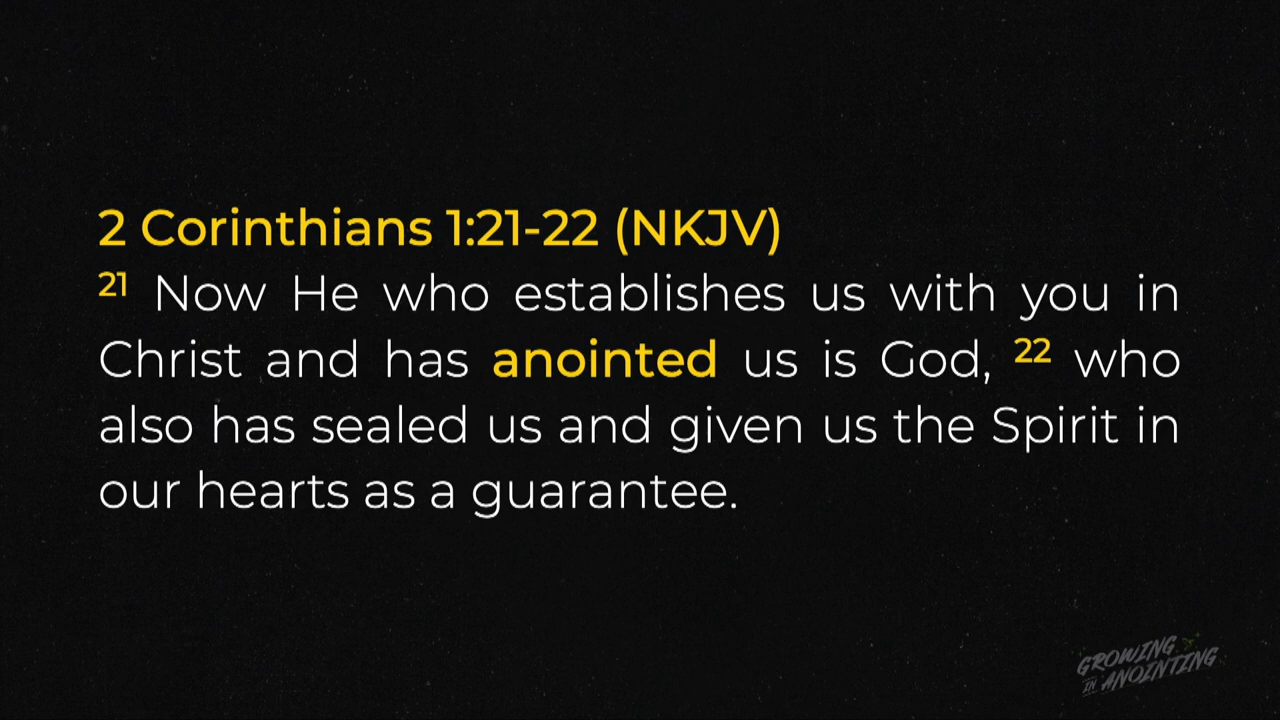 2 Corinthians 1:21-22 (NKJV)
21 Now He who establishes us with you in
Christ and has anointed us is God, 22 who
also has sealed us and given us the Spirit in
our hearts as a guarantee.
GROWING
IN ANOINTING